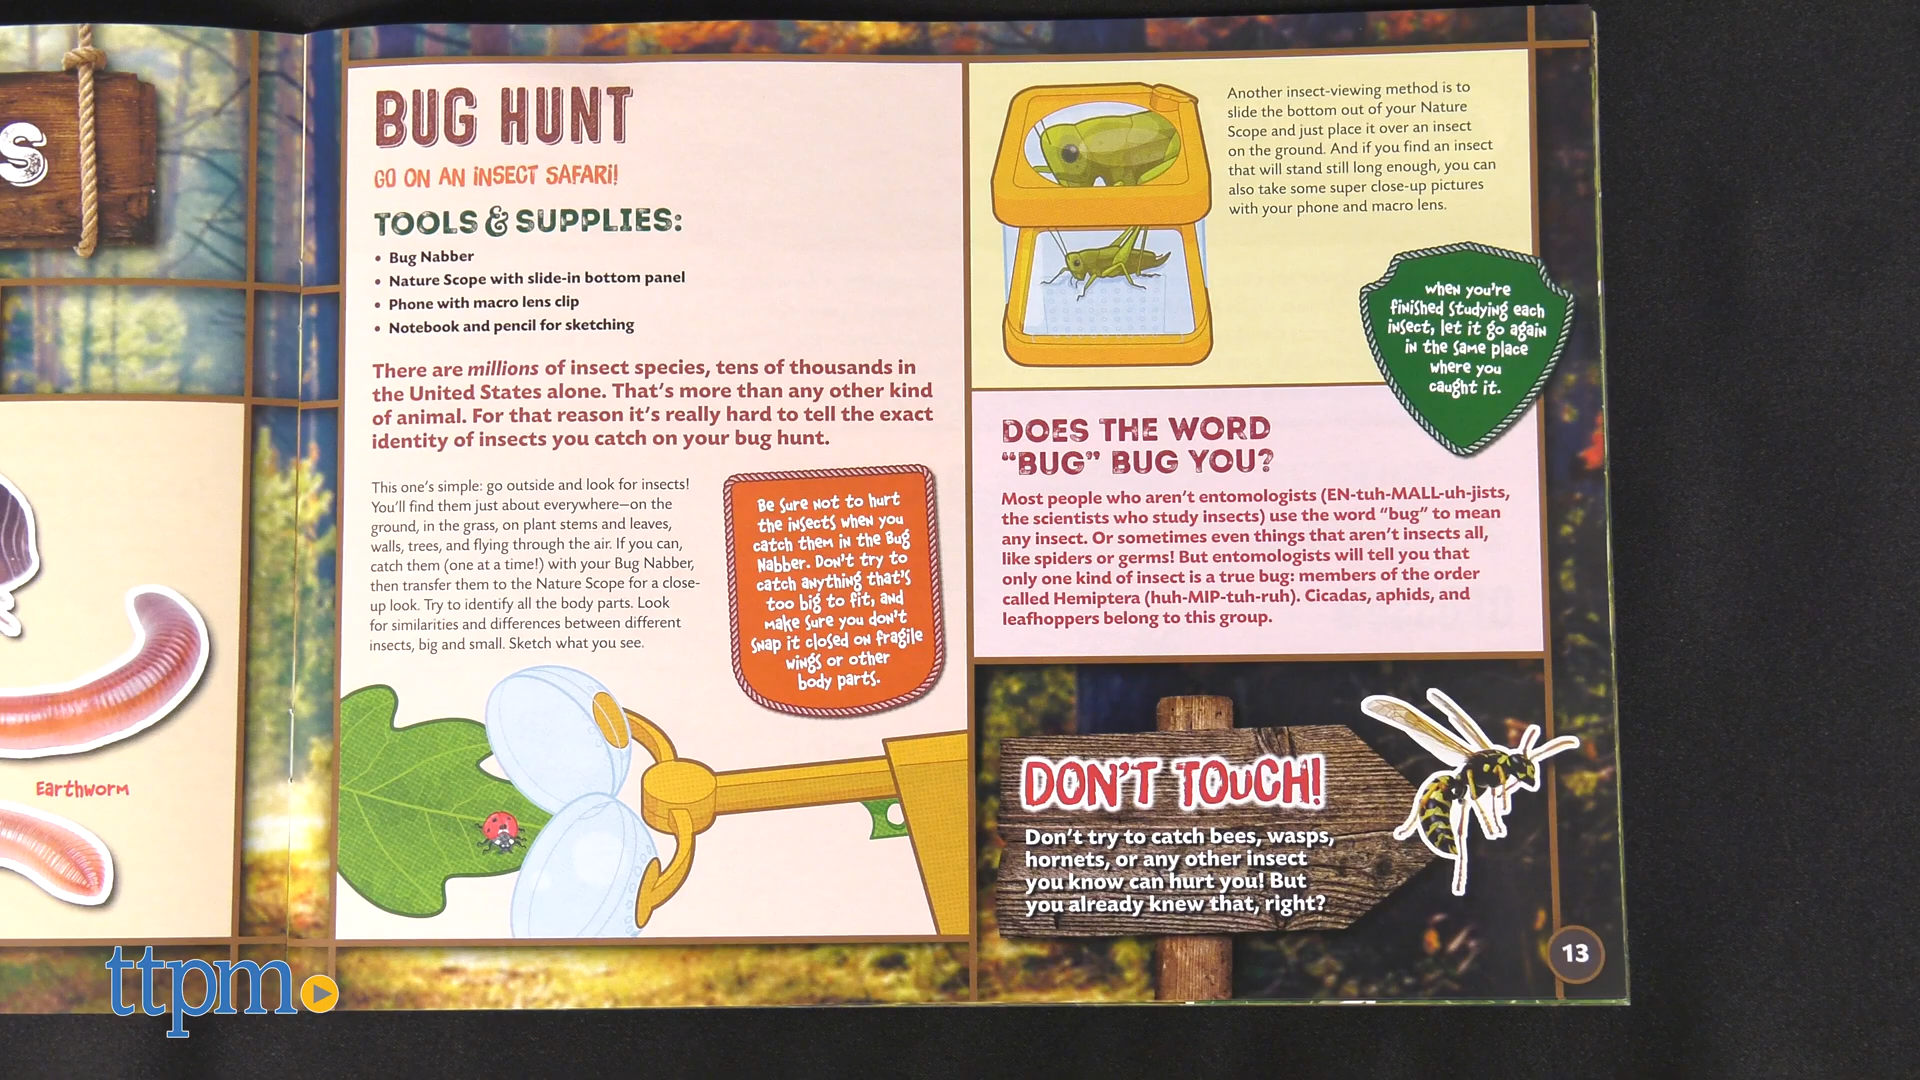 S
Earthworm
BUG HUNT
GO ON AN INSECT SAFARI!
TOOLS & SUPPLIES:
• Bug Nabber
• Nature Scope with slide-in bottom panel
• Phone with macro lens clip
• Notebook and pencil for sketching
There are millions of insect species, tens of thousands in
the United States alone. That's more than any other kind
of animal. For that reason it's really hard to tell the exact
identity of insects you catch on your bug hunt.
This one's simple: go outside and look for insects!
You'll find them just about everywhere—on the
ground, in the grass, on plant stems and leaves,
walls, trees, and flying through the air. If you can,
catch them (one at a time!) with your Bug Nabber,
then transfer them to the Nature Scope for a close-
up look. Try to identify all the body parts. Look
for similarities and differences between different
insects, big and small. Sketch what you see.
Be sure not to hurt
the insects when you
catch them in the Bug
Nabber. Don't try to
catch anything that's
too big to fit, and
make sure you don't
snap it closed on fragile
wings or other
body parts.
Another insect-viewing method is to
slide the bottom out of your Nature
Scope and just place it over an insect
on the ground. And if you find an insect
that will stand still long enough, you can
also take some super close-up pictures
with your phone and macro lens.
When you're
finished studying each
insect, let it go again
in the same place
where you
caught it.
DOES THE WORD
"BUG" BUG YOU?
Most people who aren't entomologists (EN-tuh-MALL-uh-jists,
the scientists who study insects) use the word "bug" to mean
any insect. Or sometimes even things that aren't insects all,
like spiders or germs! But entomologists will tell you that
only one kind of insect is a true bug: members of the order
called Hemiptera (huh-MIP-tuh-ruh). Cicadas, aphids, and
leafhoppers belong to this group.
DON'T TOUCH!
Don't try to catch bees, wasps,
hornets, or any other insect
you know can hurt you! But
you already knew that, right?
13
ttpm